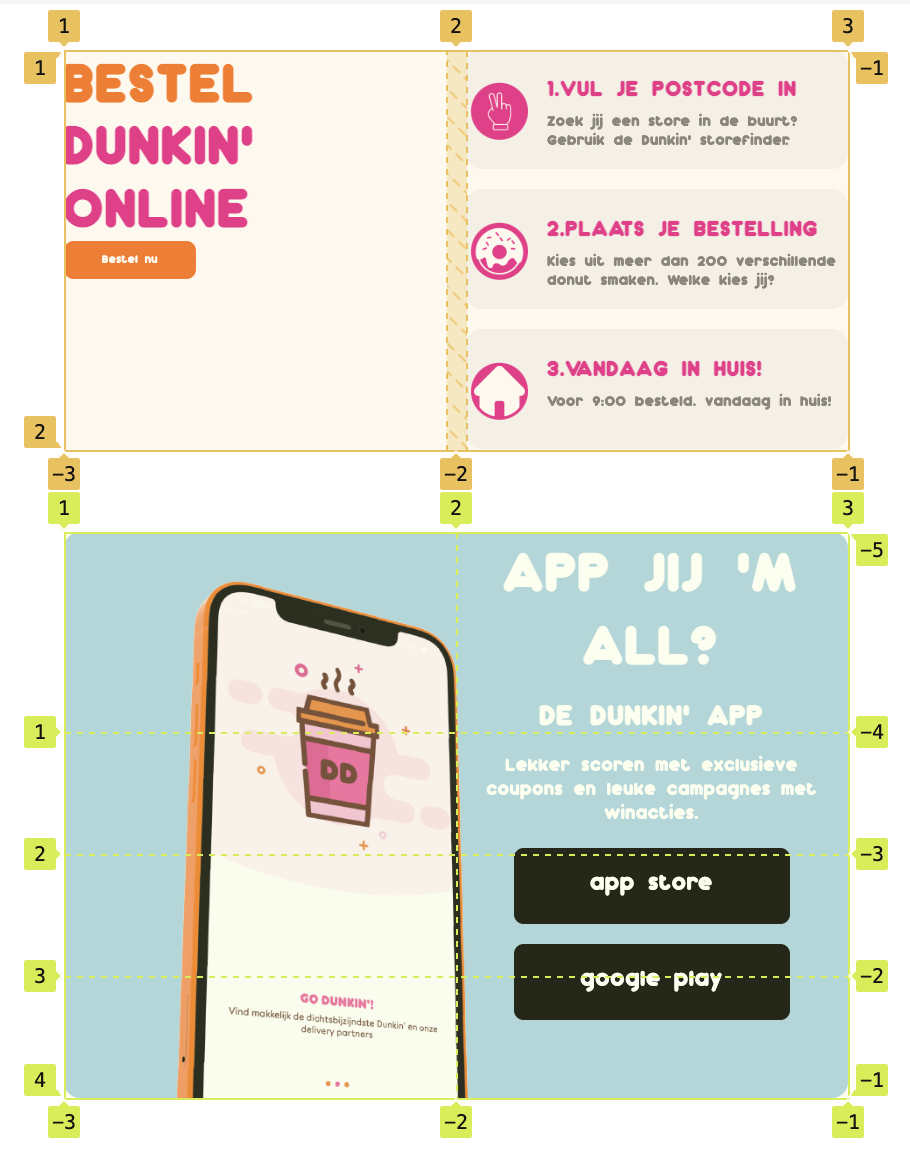 1 2 3
1 −1
BESTEL
DUNKIN'
ONLINE
Bestel nu
1.VUL JE POSTCODE IN
Zoek jij een store in de buurt?
Gebruik de Dunkin' storefinder.
2.PLAATS JE BESTELLING
Kies uit meer dan 200 verschillende
donut smaken. Welke kies jij?
3.VANDAAG IN HUIS!
Voor 9:00 besteld. vandaag in huis!
2
−3 −2 −1
1 2 3
−5
APP JIJ 'M
ALL?
DE DUNKIN' APP
1 −4
Lekker scoren met exclusieve
coupons en leuke campagnes met
winacties.
DD
2 −3
app store
3 −2
google play
GO DUNKIN'!
Vind makkelijk de dichtsbijzijndste Dunkin' en onze
delivery partners
4 −1
−3 −2 −1